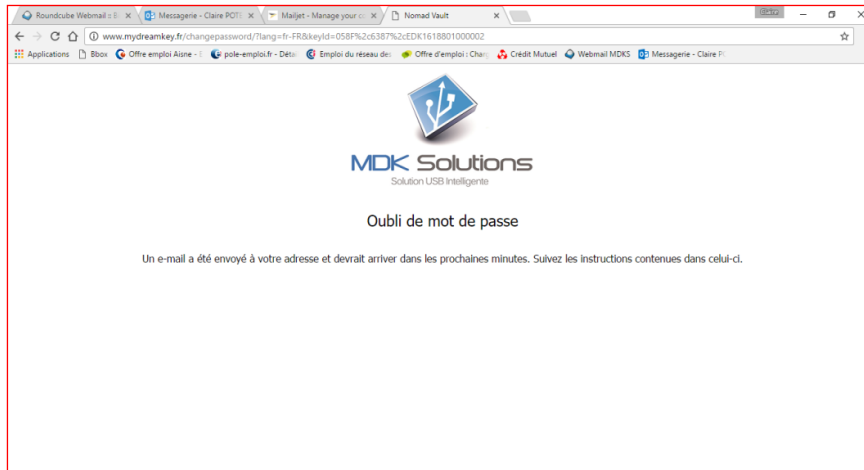 Roundcube Webmail ::
Messagerie - Claire POTE
Mailjet - Manage your c
Nomad Vault
www.mydreamkey.fr/changepassword/?lang=fr-FR&keyId=058F%2c6387%2cEDK1618801000002
Applications
Bbox
Offre emploi Aisne -
pole-emploi.fr - Détai
Emploi du réseau des
Offre d'emploi : Charg
Crédit Mutuel
Webmail MDKS
Messagerie - Claire P
MDK Solutions
Solution USB Intelligente
Oubli de mot de passe
Un e-mail a été envoyé à votre adresse et devrait arriver dans les prochaines minutes. Suivez les instructions contenues dans celui-ci.